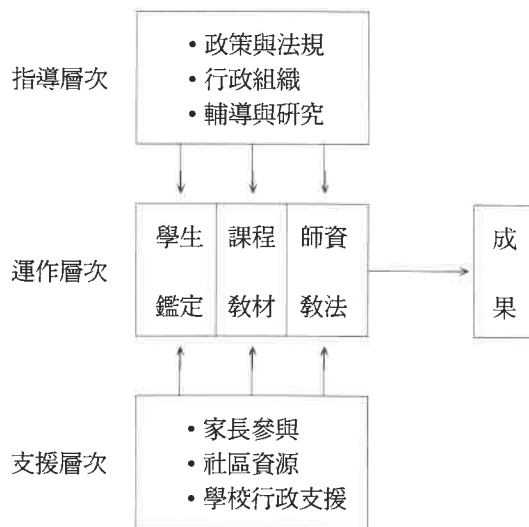 • 政策與法規
指導層次
• 行政組織
• 輔導與研究
學生 課程 師資
成
運作層次
鑑定 教材 教法
果
• 家長參與
支援層次
• 社區資源
• 學校行政支援